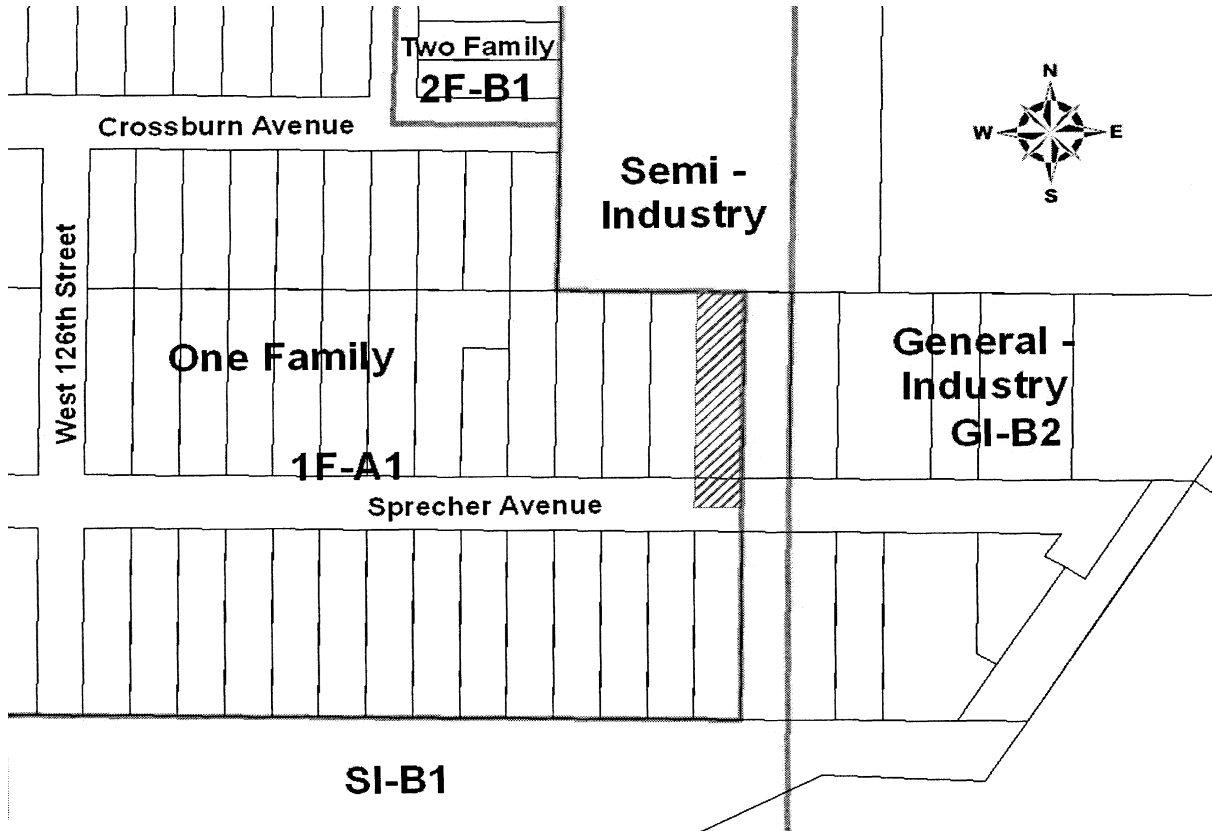 Two Family
2F-B1
Crossburn Avenue
N
W
E
S
Semi -
Industry
West 126th Street
One Family
General -
Industry
GI-B2
1F-A1
Sprecher Avenue
SI-B1